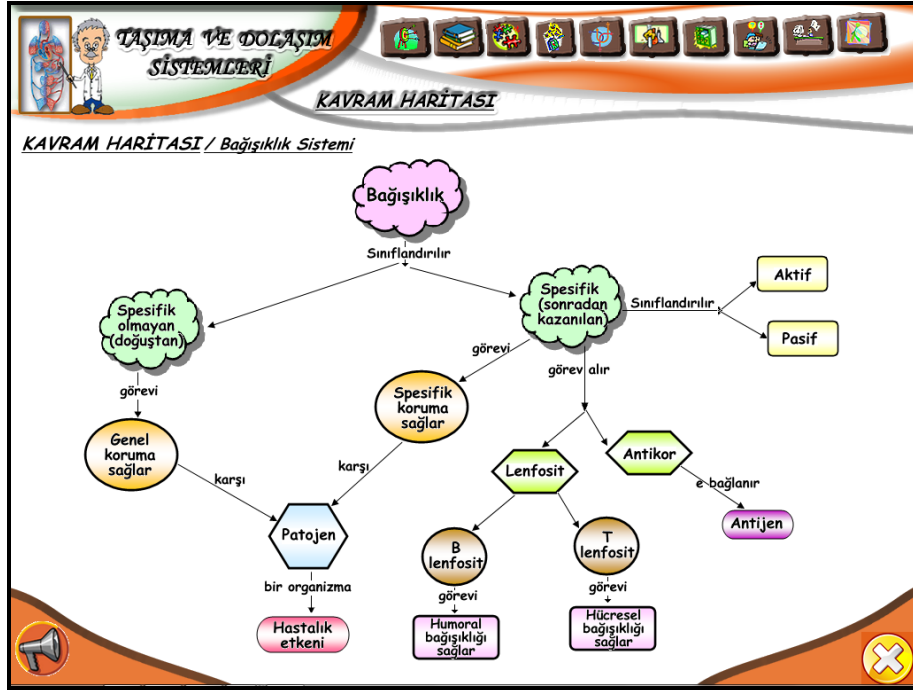 TAŞIMA VE DOLAŞIM
SİSTEMLERİ
KAVRAM HARİTASI
KAVRAM HARİTASI / Bağışıklık Sistemi
Bağışıklık
Sınıflandırılır
Spesifik
olmayan
(doğuştan)
Spesifik
(sonradan
kazanılan)
Sınıflandırılır
Aktif
Pasif
görevi
görevi
görev alır
Genel
koruma
sağlar
Spesifik
koruma
sağlar
karşı
karşı
Patojen
bir organizma
Hastalık
etkeni
Lenfosit
Antikor
e bağlanır
Antijen
B
lenfosit
T
lenfosit
görevi
görevi
Humoral
bağışıklığı
sağlar
Hücresel
bağışıklığı
sağlar